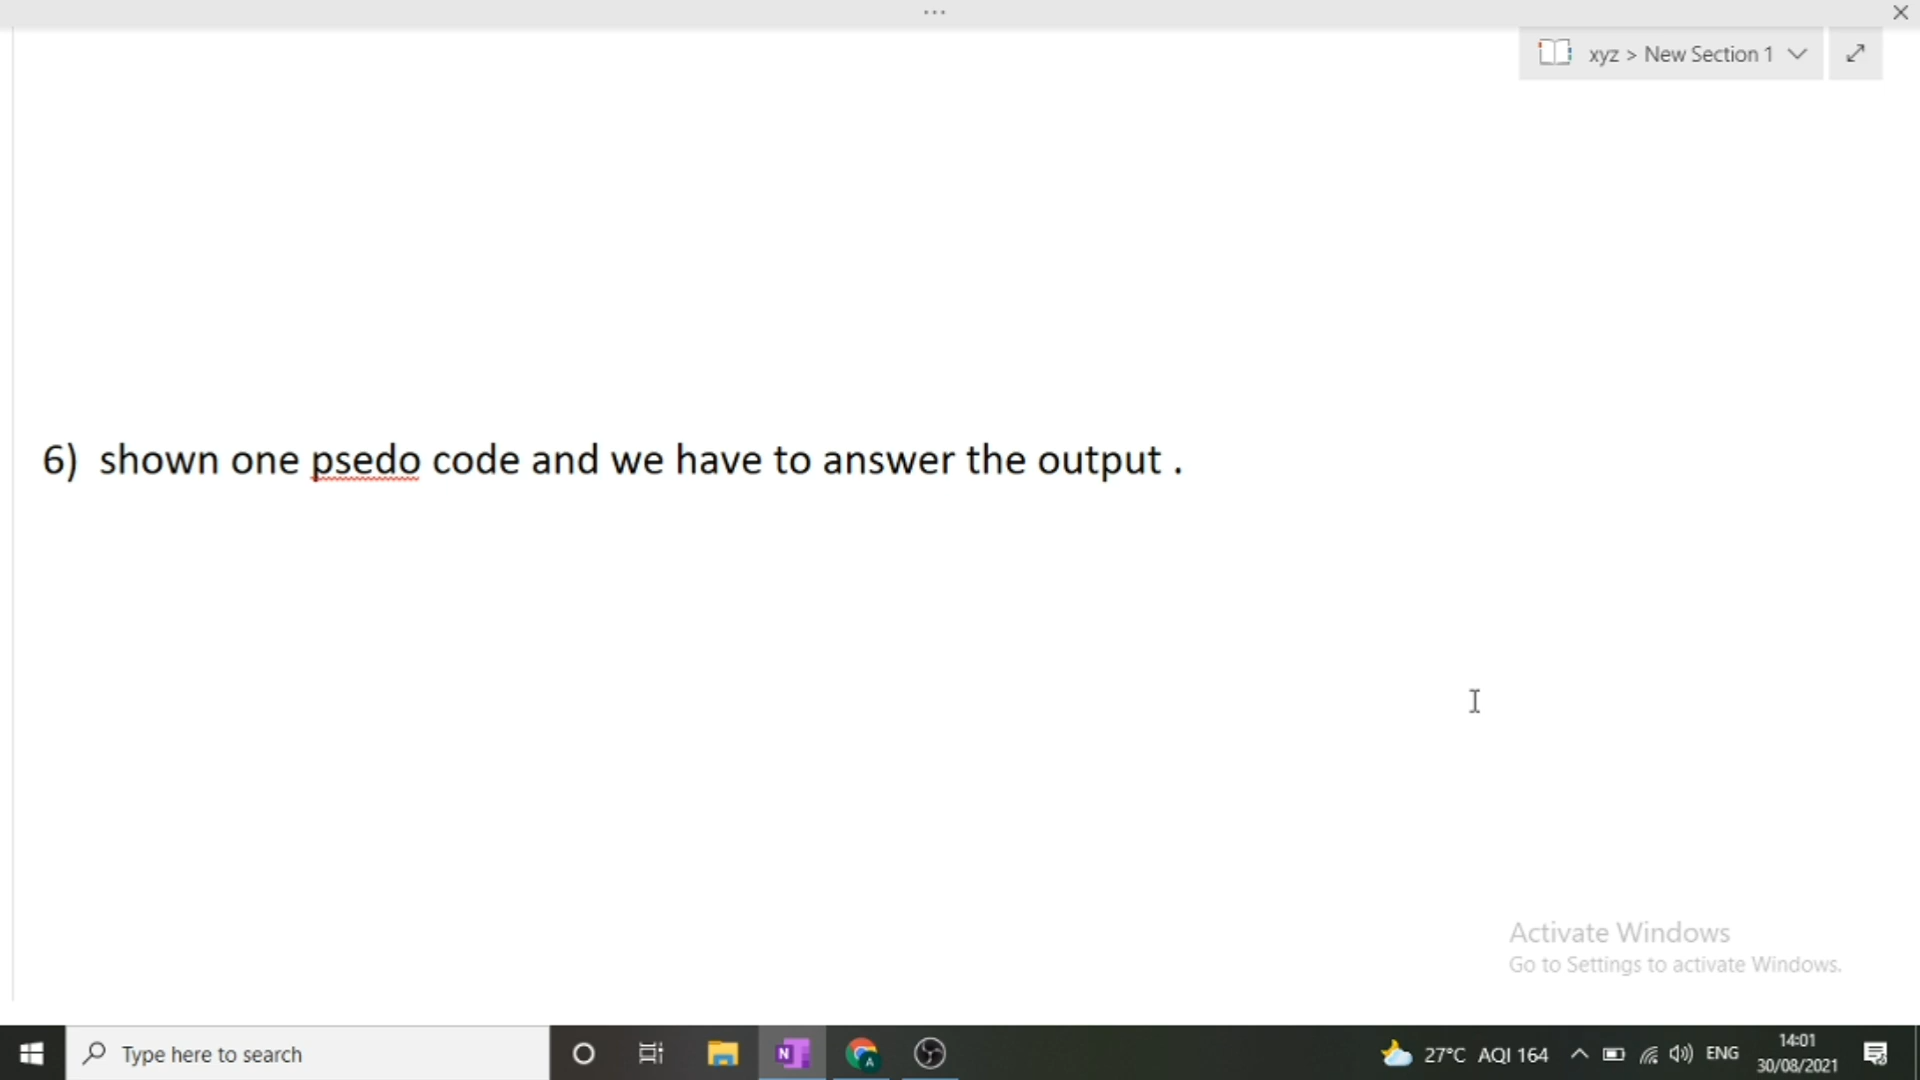 ...
xyz > New Section 1
6) shown one psedo code and we have to answer the output .
Activate Windows
Go to Settings to activate Windows.
Type here to search
N
A
27°C AQI 164
ENG
14:01
30/08/2021